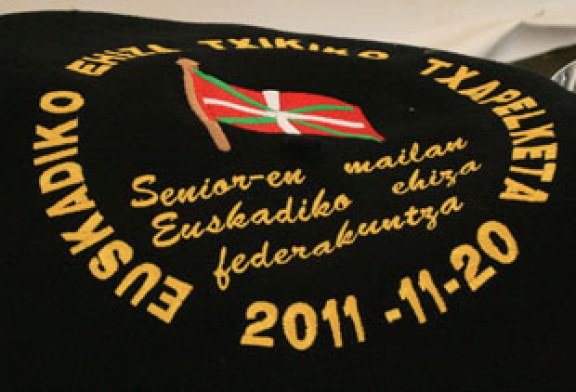 EUSKADIKO EHIZA TXIKIKO TXAPELKETA
Senior-en mailan
Euskadiko ehiza
federakuntza
2011-11-20